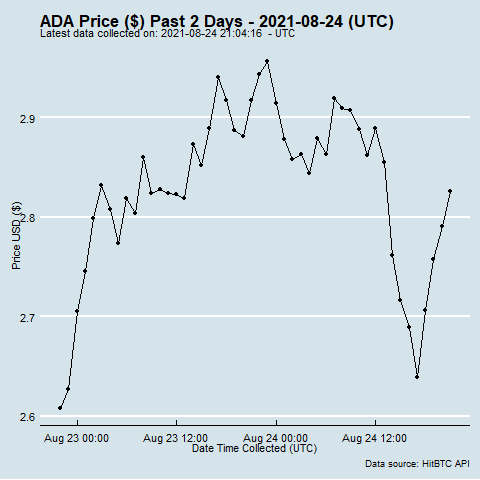 ADA Price ($) Past 2 Days - 2021-08-24 (UTC)
Latest data collected on: 2021-08-24 21:04:16 - UTC
2.9
2.8
2.7
2.6
Price USD ($)
Aug 23 00:00 Aug 23 12:00 Aug 24 00:00 Aug 24 12:00
Date Time Collected (UTC)
Data source: HitBTC API